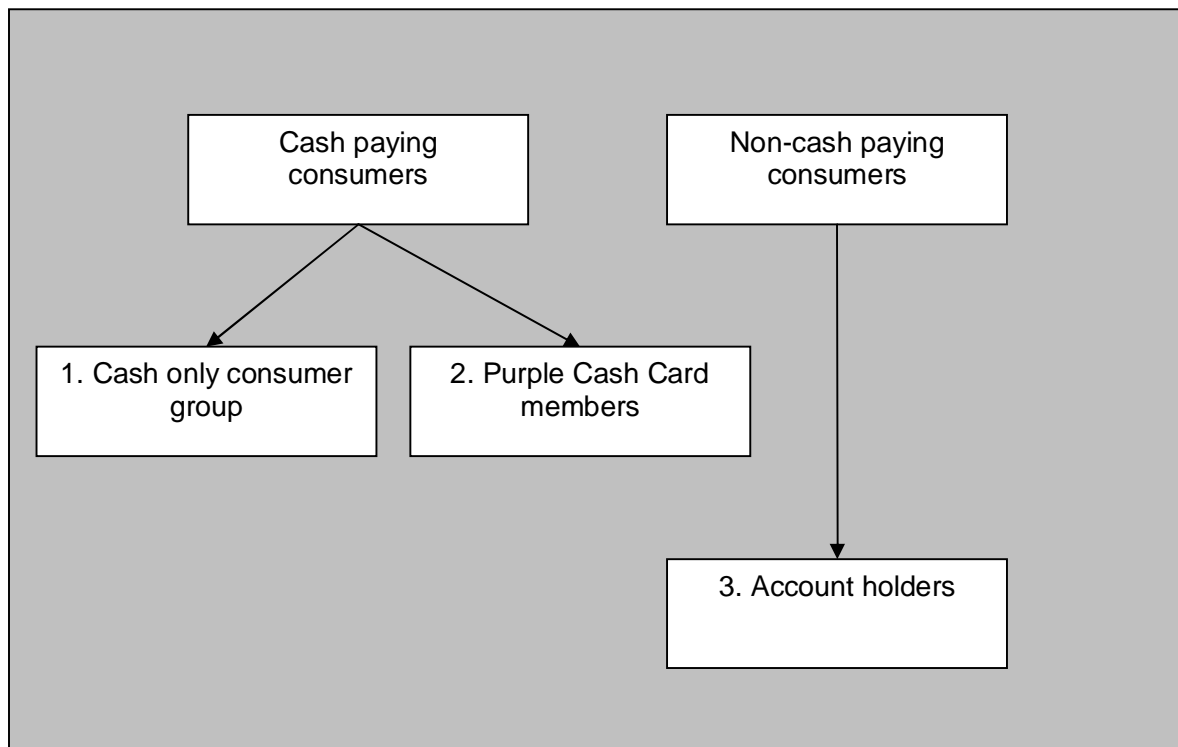 Cash paying
consumers
Non-cash paying
consumers
1. Cash only consumer
group
2. Purple Cash Card
members
3. Account holders